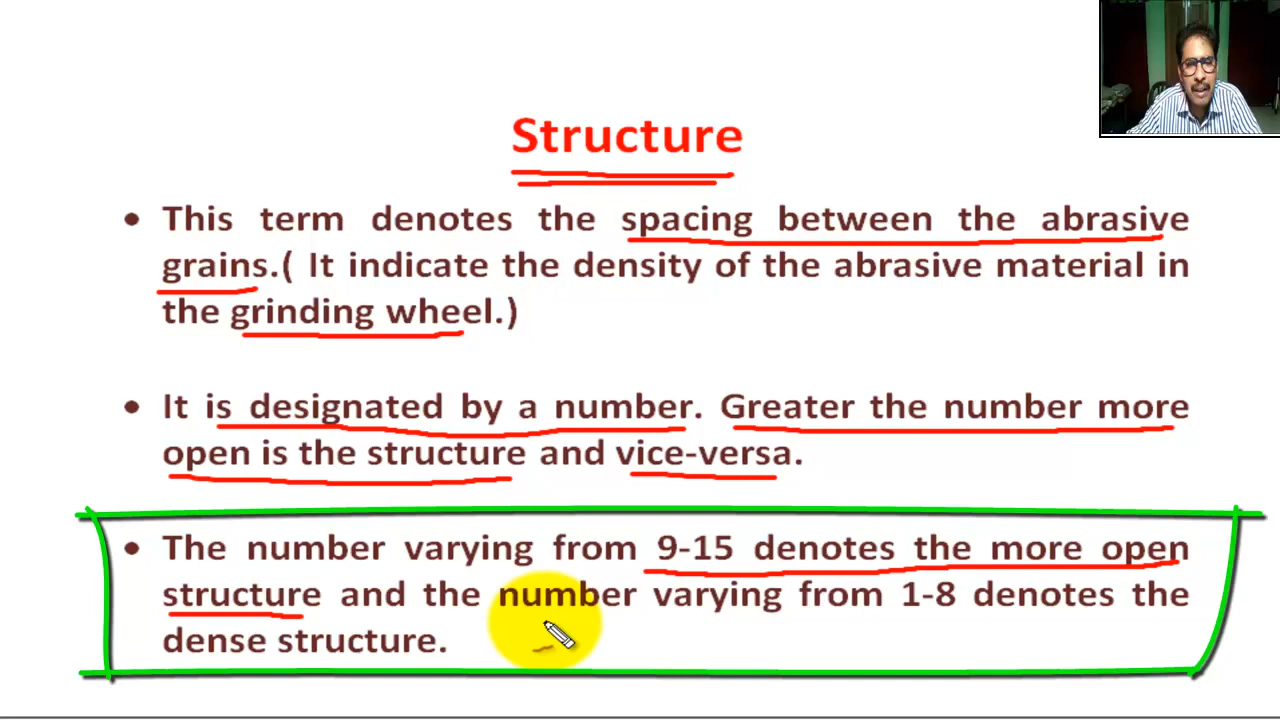 Structure
• This term denotes the spacing between the abrasive
grains.( It indicate the density of the abrasive material in
the grinding wheel.)
• It is designated by a number. Greater the number more
open is the structure and vice-versa.
• The number varying from 9-15 denotes the more open
structure and the number varying from 1-8 denotes the
dense structure.